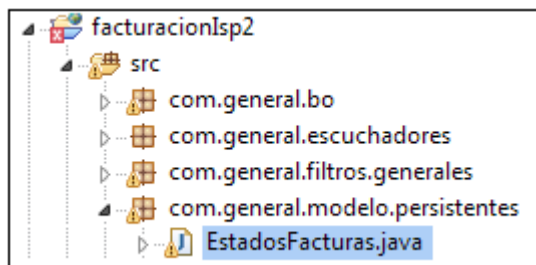 facturacionIsp2
src
com.general.bo
com.general.escuchadores
com.general.filtros.generales
com.general.modelo.persistentes
EstadosFacturas.java